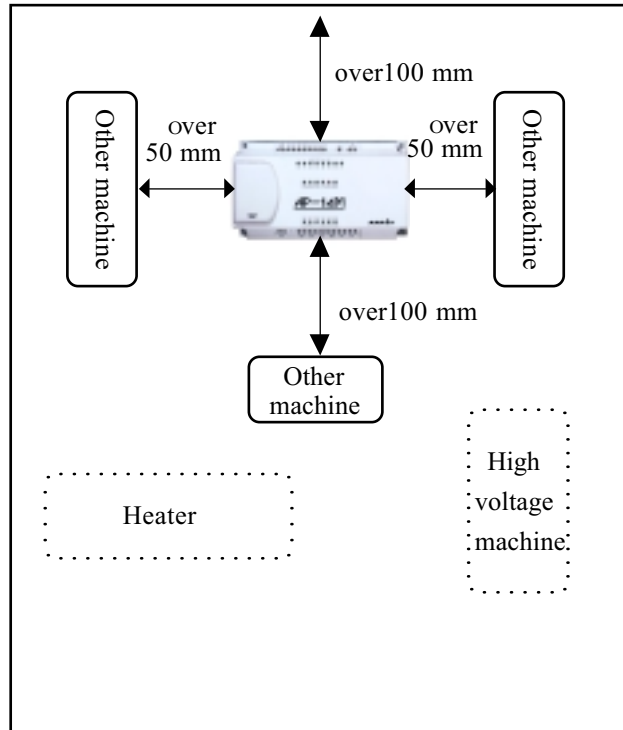 over100 mm
Other machine
over
50 mm
over
50 mm
Other machine
over100 mm
Other
machine
Heater
High
voltage
machine